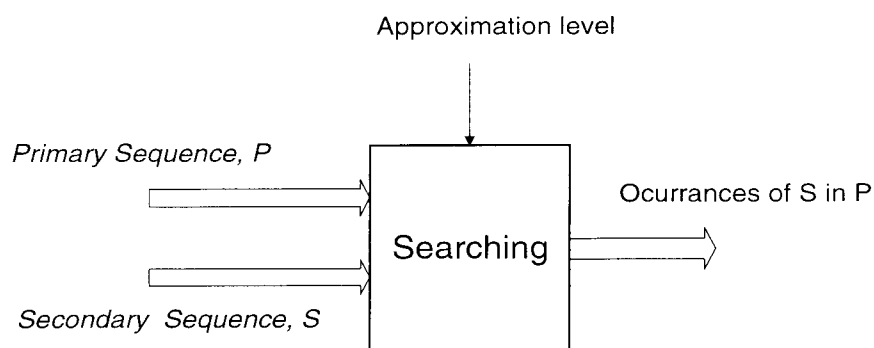 Approximation level
Primary Sequence, P
Ocurrances of S in P
Searching
Secondary Sequence, S